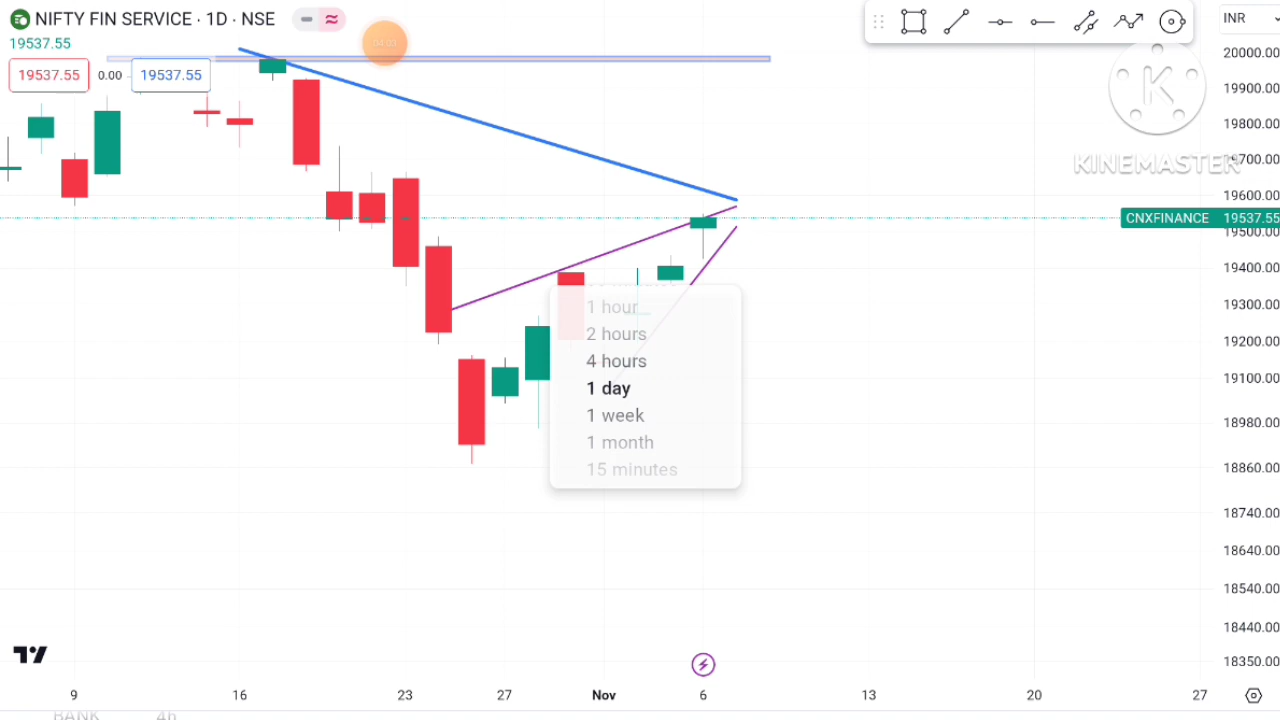 NIFTY FIN SERVICE · 1D · NSE
19537.55
04:03
19537.55 0.00 19537.55
INR
20000.00
19900.00
19800.00
KINEMASTER
19700.00
19600.00
CNXFINANCE 19537.55
19500.00
19400.00
19300.00
19200.00
19100.00
18980.00
18860.00
18740.00
18640.00
18540.00
18440.00
18350.00
1 hour
2 hours
4 hours
1 day
1 week
1 month
15 minutes
9 16 23 27 Nov 6 13 20 27
BANK 4h